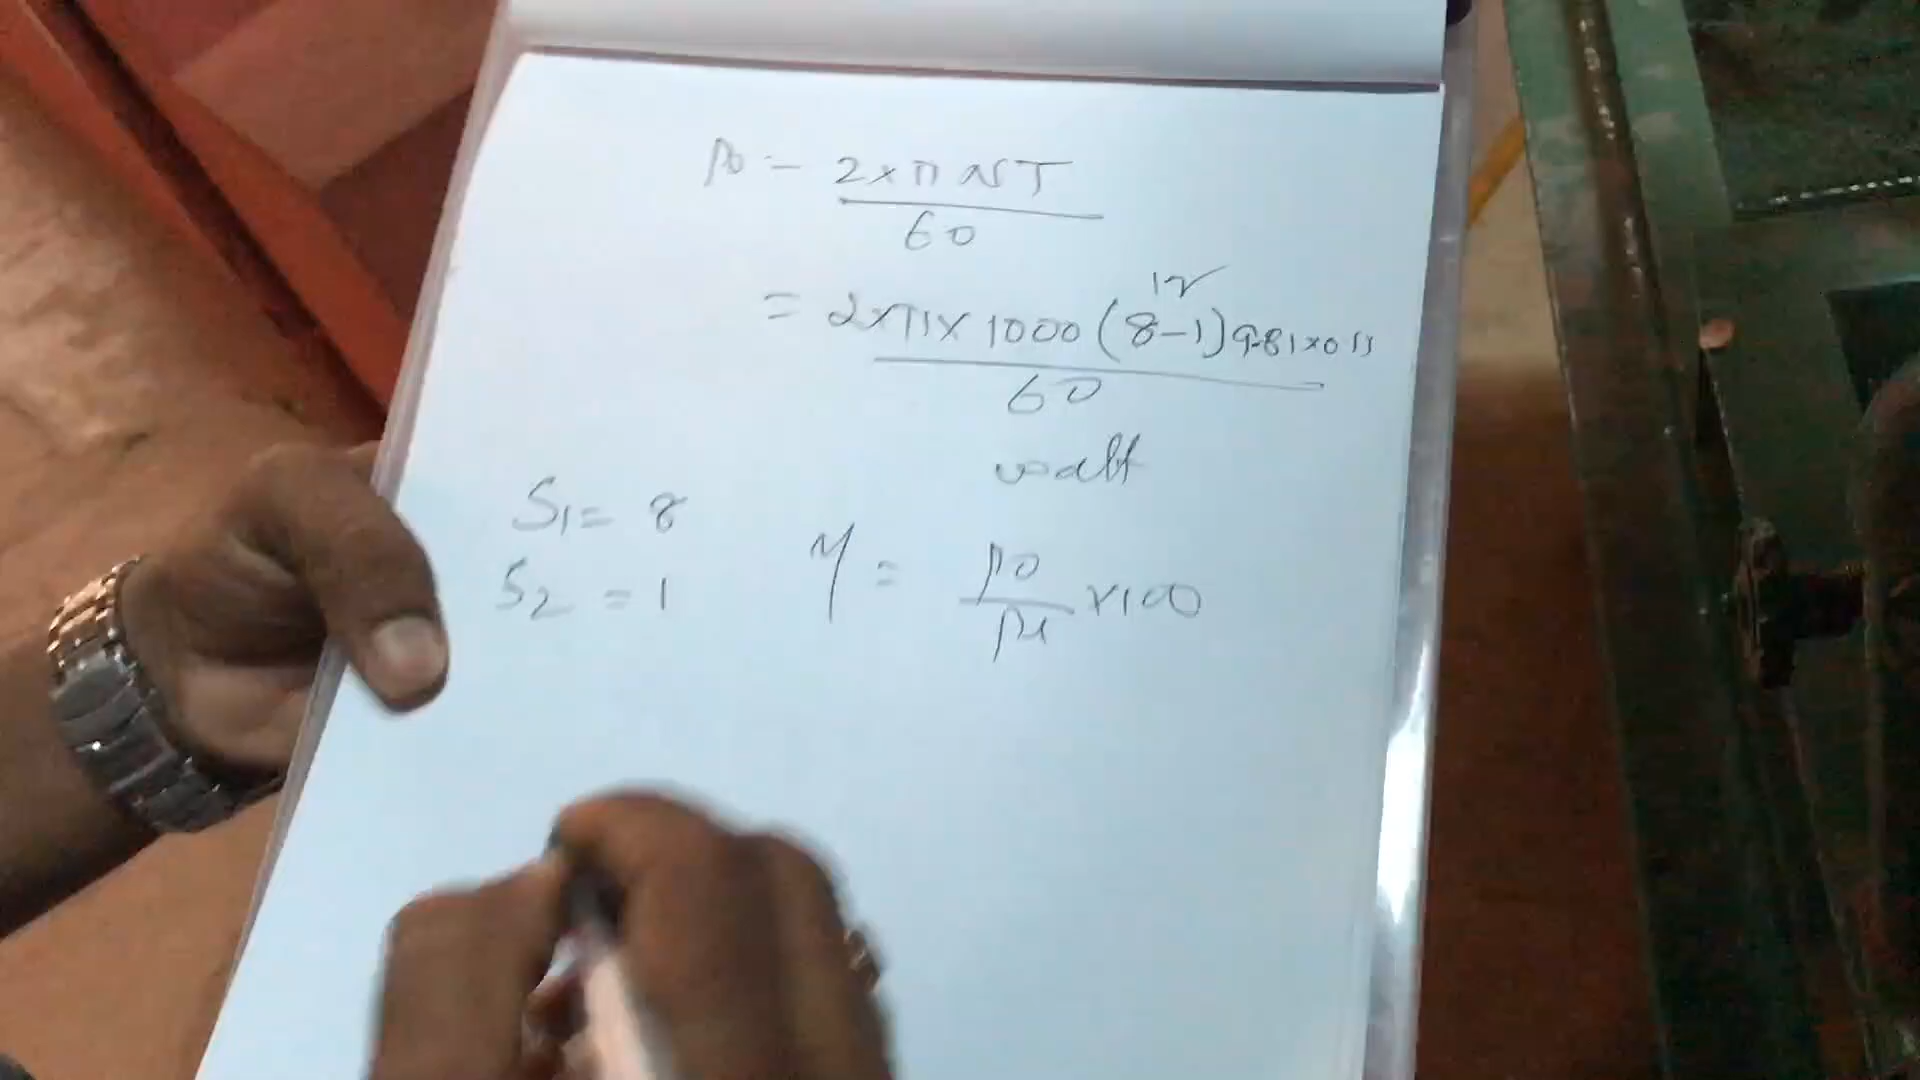 Po = 2×π NT
60
= 2×π× 1000 (8-1) 9.81×0.15
60
watt
S1 = 8
S2 = 1
η = Po / Pi ×100